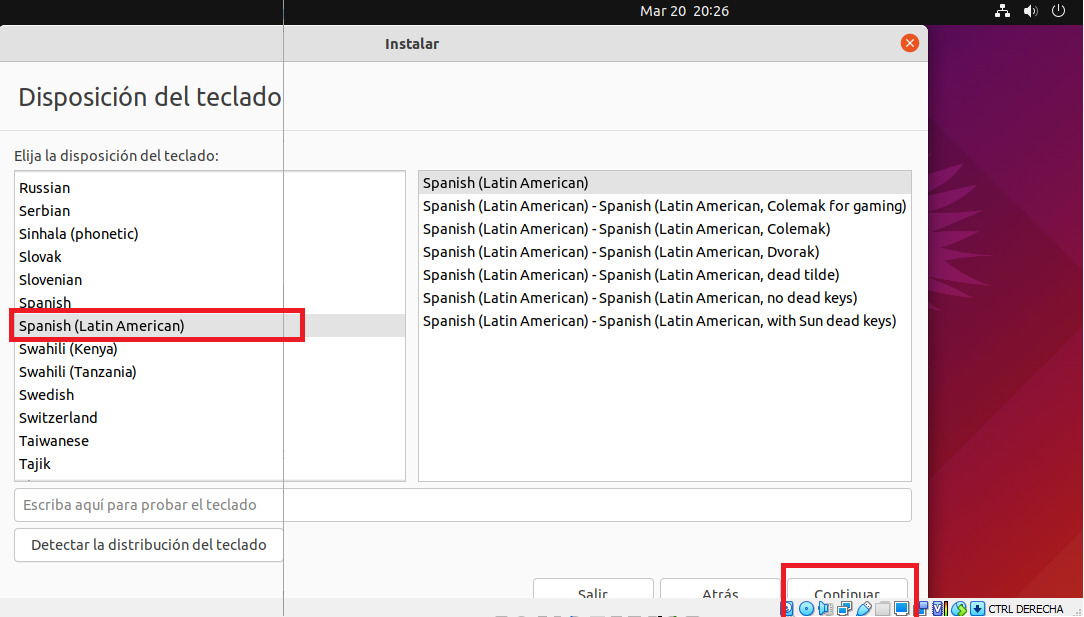 Mar 20 20:26
Instalar
Disposición del teclado
Elija la disposición del teclado:
Russian
Serbian
Sinhala (phonetic)
Slovak
Slovenian
Spanish
Spanish (Latin American)
Swahili (Kenya)
Swahili (Tanzania)
Swedish
Switzerland
Taiwanese
Tajik
Spanish (Latin American)
Spanish (Latin American) - Spanish (Latin American, Colemak for gaming)
Spanish (Latin American) - Spanish (Latin American, Colemak)
Spanish (Latin American) - Spanish (Latin American, Dvorak)
Spanish (Latin American) - Spanish (Latin American, dead tilde)
Spanish (Latin American) - Spanish (Latin American, no dead keys)
Spanish (Latin American) - Spanish (Latin American, with Sun dead keys)
Escriba aquí para probar el teclado
Detectar la distribución del teclado
Salir
Atrás
Continuar
CTRL DERECHA